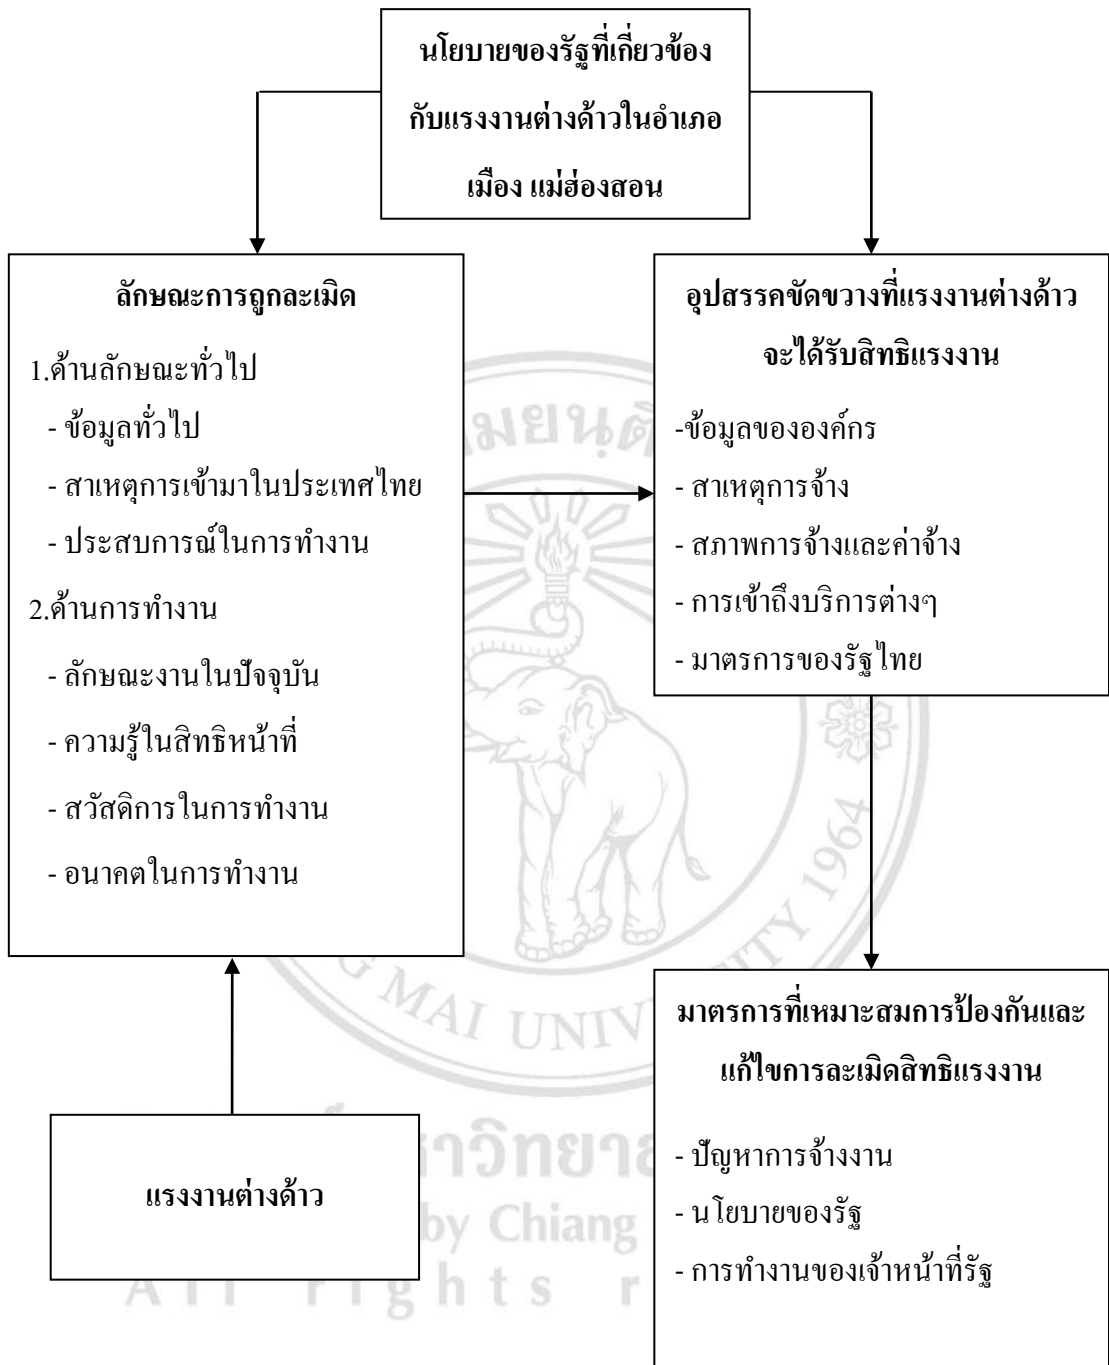 นโยบายของรัฐที่เกี่ยวข้อง
กับแรงงานต่างด้าวในอำเภอ
เมือง แม่ฮ่องสอน
ลักษณะการถูกละเมิด
1.ด้านลักษณะทั่วไป
- ข้อมูลทั่วไป
- สาเหตุการเข้ามาในประเทศไทย
- ประสบการณ์ในการทำงาน
2.ด้านการทำงาน
- ลักษณะงานในปัจจุบัน
- ความรู้ในสิทธิหน้าที่
- สวัสดิการในการทำงาน
- อนาคตในการทำงาน
อุปสรรคขัดขวางที่แรงงานต่างด้าว
จะได้รับสิทธิแรงงาน
-ข้อมูลขององค์กร
- สาเหตุการจ้าง
- สภาพการจ้างและค่าจ้าง
- การเข้าถึงบริการต่างๆ
- มาตรการของรัฐไทย
แรงงานต่างด้าว
มาตรการที่เหมาะสมการป้องกันและ
แก้ไขการละเมิดสิทธิแรงงาน
- ปัญหาการจ้างงาน
- นโยบายของรัฐ
- การทำงานของเจ้าหน้าที่รัฐ
MAI UNIV
1964
by Chiang
All rights r